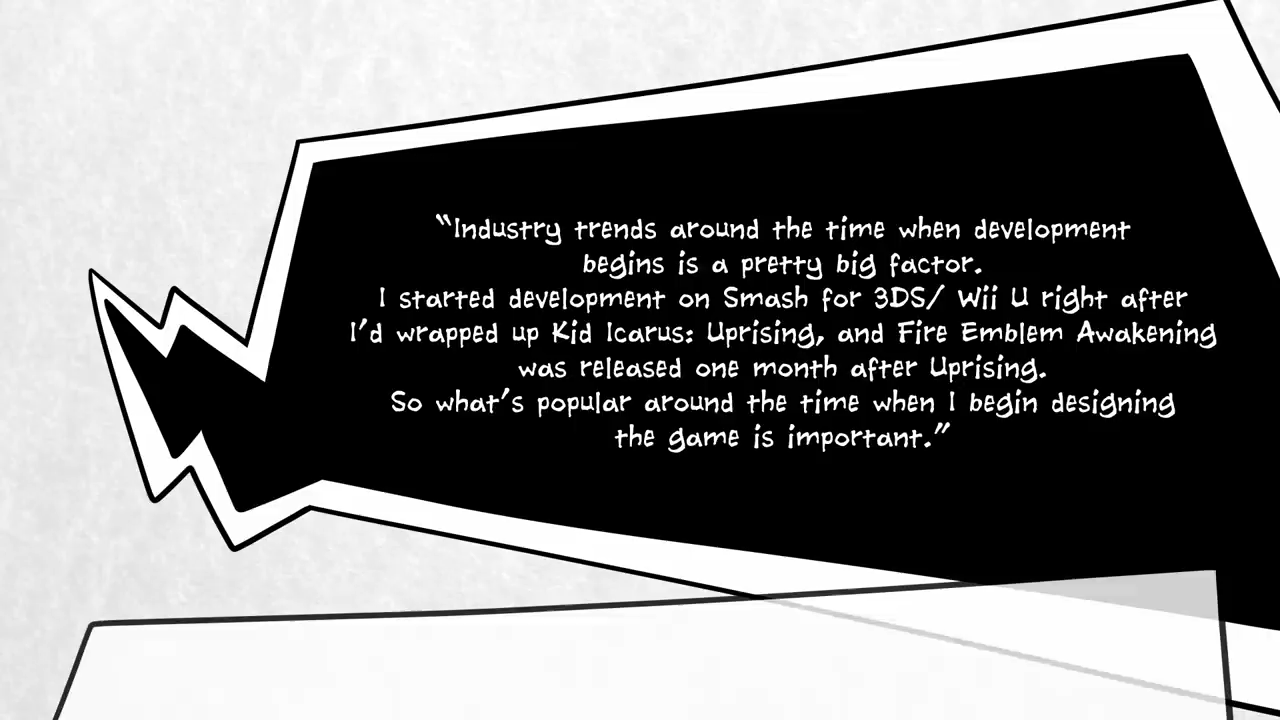 “Industry trends around the time when development
begins is a pretty big factor.
I started development on Smash for 3DS/ Wii U right after
I'd wrapped up Kid Icarus: Uprising, and Fire Emblem Awakening
was released one month after Uprising.
So what's popular around the time when I begin designing
the game is important.”